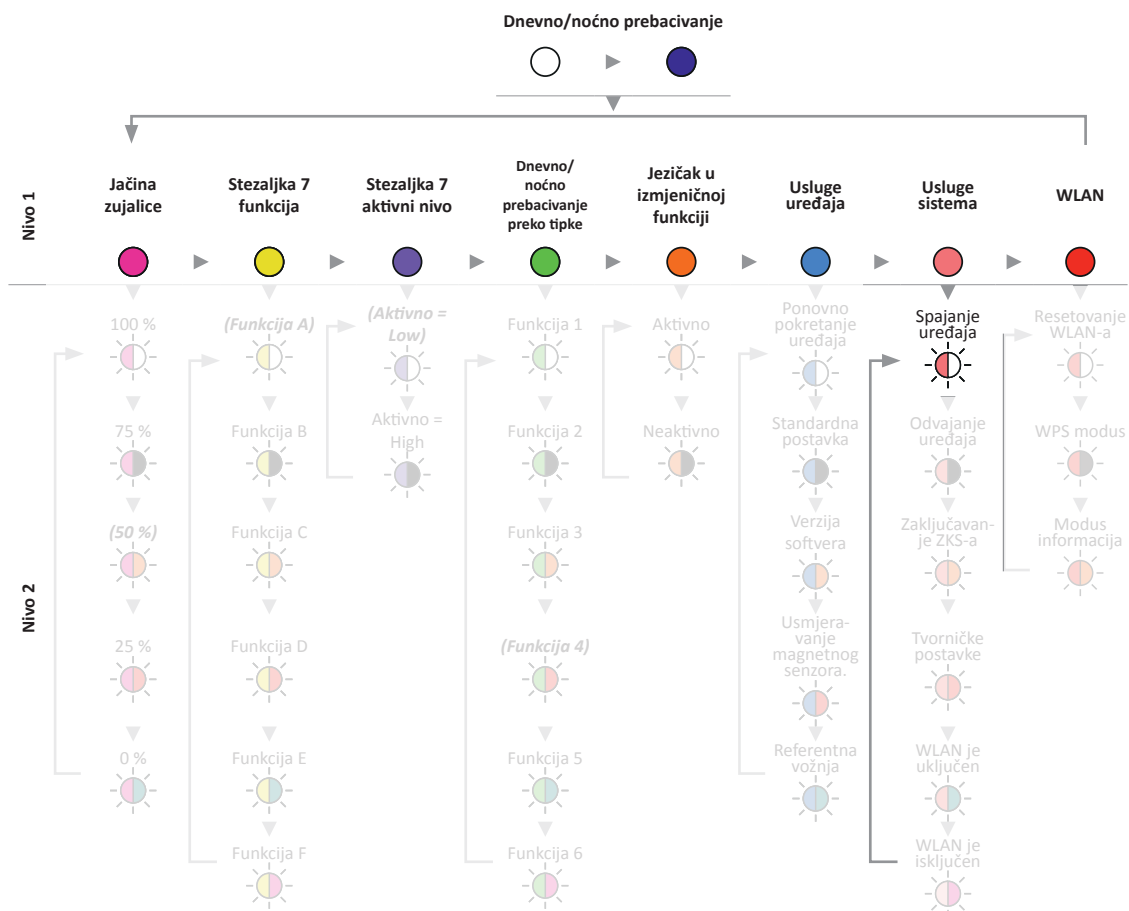 Dnevno/noćno prebacivanje
Nivo 1
Jačina
zujalice
Stezaljka 7
funkcija
Stezaljka 7
aktivni nivo
Dnevno/
noćno
prebacivanje
preko tipke
Jezičak u
izmjeničnoj
funkciji
Usluge
uređaja
Usluge
sistema
WLAN
Nivo 2
100 %
75 %
(50 %)
25 %
0 %
(Funkcija A)
Funkcija B
Funkcija C
Funkcija D
Funkcija E
Funkcija F
(Aktivno =
Low)
Aktivno =
High
Funkcija 1
Funkcija 2
Funkcija 3
(Funkcija 4)
Funkcija 5
Funkcija 6
Aktivno
Neaktivno
Ponovno
pokretanje
uređaja
Standardna
postavka
Verzija
softvera
Usmjera-
vanje
magnetnog
senzora.
Referentna
vožnja
Spajanje
uređaja
Odvajanje
uređaja
Zaključavan-
je ZKS-a
Tvorničke
postavke
WLAN je
uključen
WLAN je
isključen
Resetovanje
WLAN-a
WPS modus
Modus
informacija